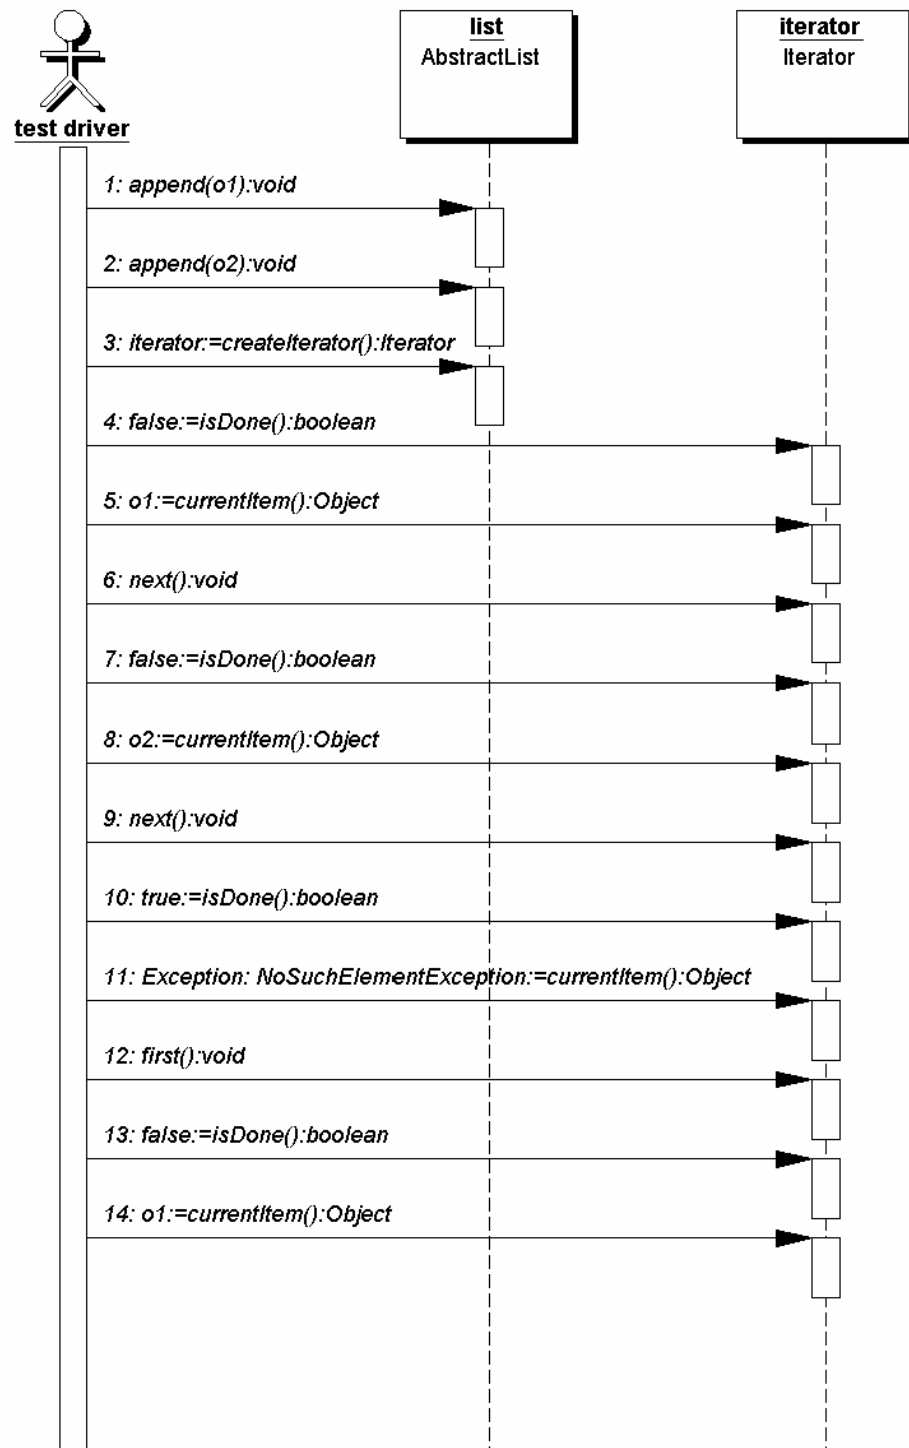 list
AbstractList
iterator
Iterator
test driver
1: append(o1):void
2: append(o2):void
3: iterator:=createIterator():Iterator
4: false:=isDone():boolean
5: o1:=currentItem():Object
6: next():void
7: false:=isDone():boolean
8: o2:=currentItem():Object
9: next():void
10: true:=isDone():boolean
11: Exception: NoSuchElementException:=currentItem():Object
12: first():void
13: false:=isDone():boolean
14: o1:=currentItem():Object